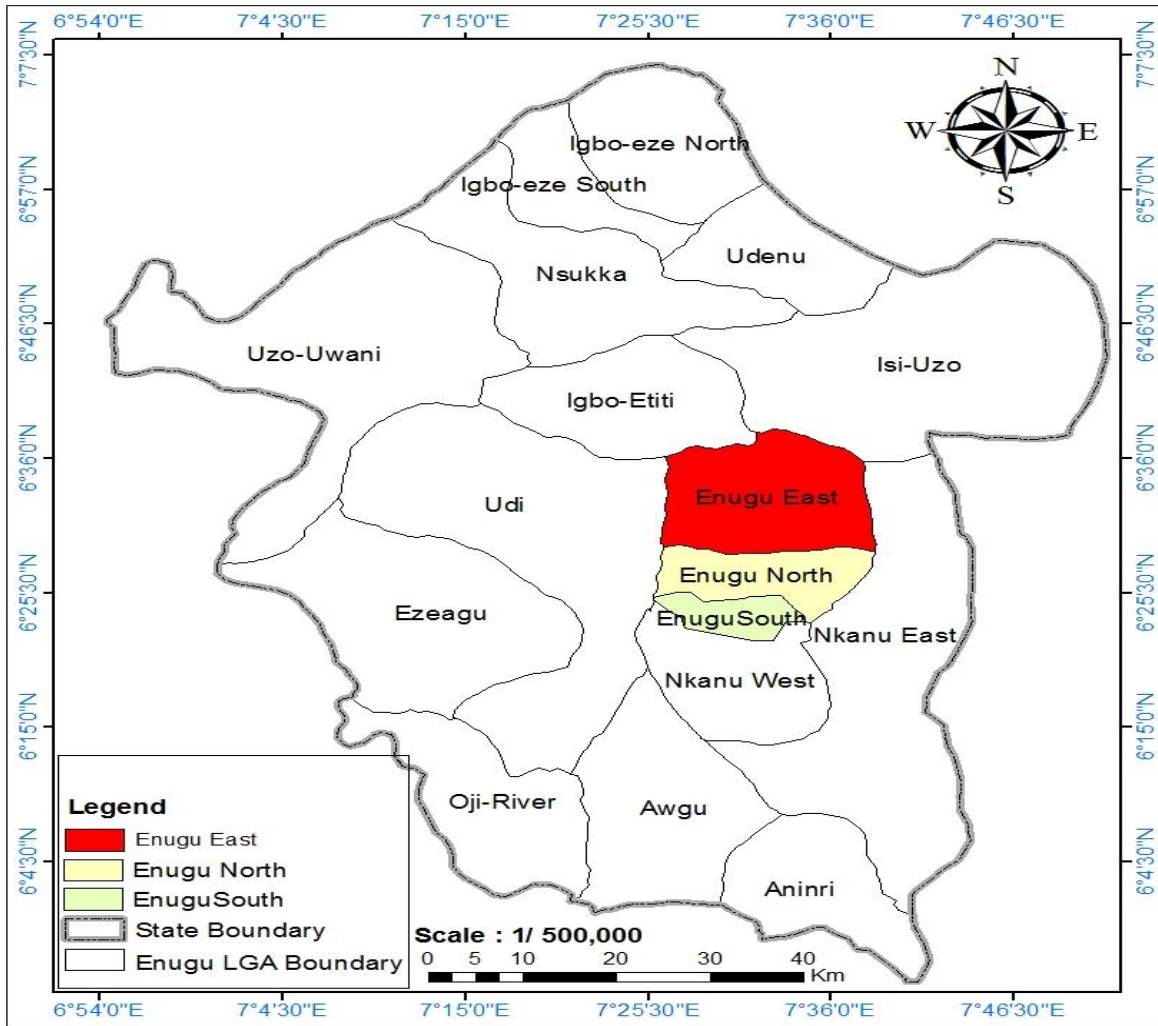 6°54'0"E 7°4'30"E 7°15'0"E 7°25'30"E 7°36'0"E 7°46'30"E
7°7'30"N 7°7'30"N
N
W E
S
Igbo-eze North
Igbo-eze South
6°57'0"N 6°57'0"N
Udenu
Nsukka
6°46'30"N 6°46'30"N
Uzo-Uwani
Isi-Uzo
Igbo-Etiti
6°36'0"N 6°36'0"N
Enugu East
Udi
Enugu North
6°25'30"N 6°25'30"N
Ezeagu
EnuguSouth
Nkanu East
Nkanu West
6°15'0"N 6°15'0"N
Oji-River
Awgu
6°4'30"N 6°4'30"N
Aninri
Legend
Enugu East
Enugu North
EnuguSouth
State Boundary
Enugu LGA Boundary
Scale : 1/ 500,000
0 5 10 20 30 40
Km
6°54'0"E 7°4'30"E 7°15'0"E 7°25'30"E 7°36'0"E 7°46'30"E